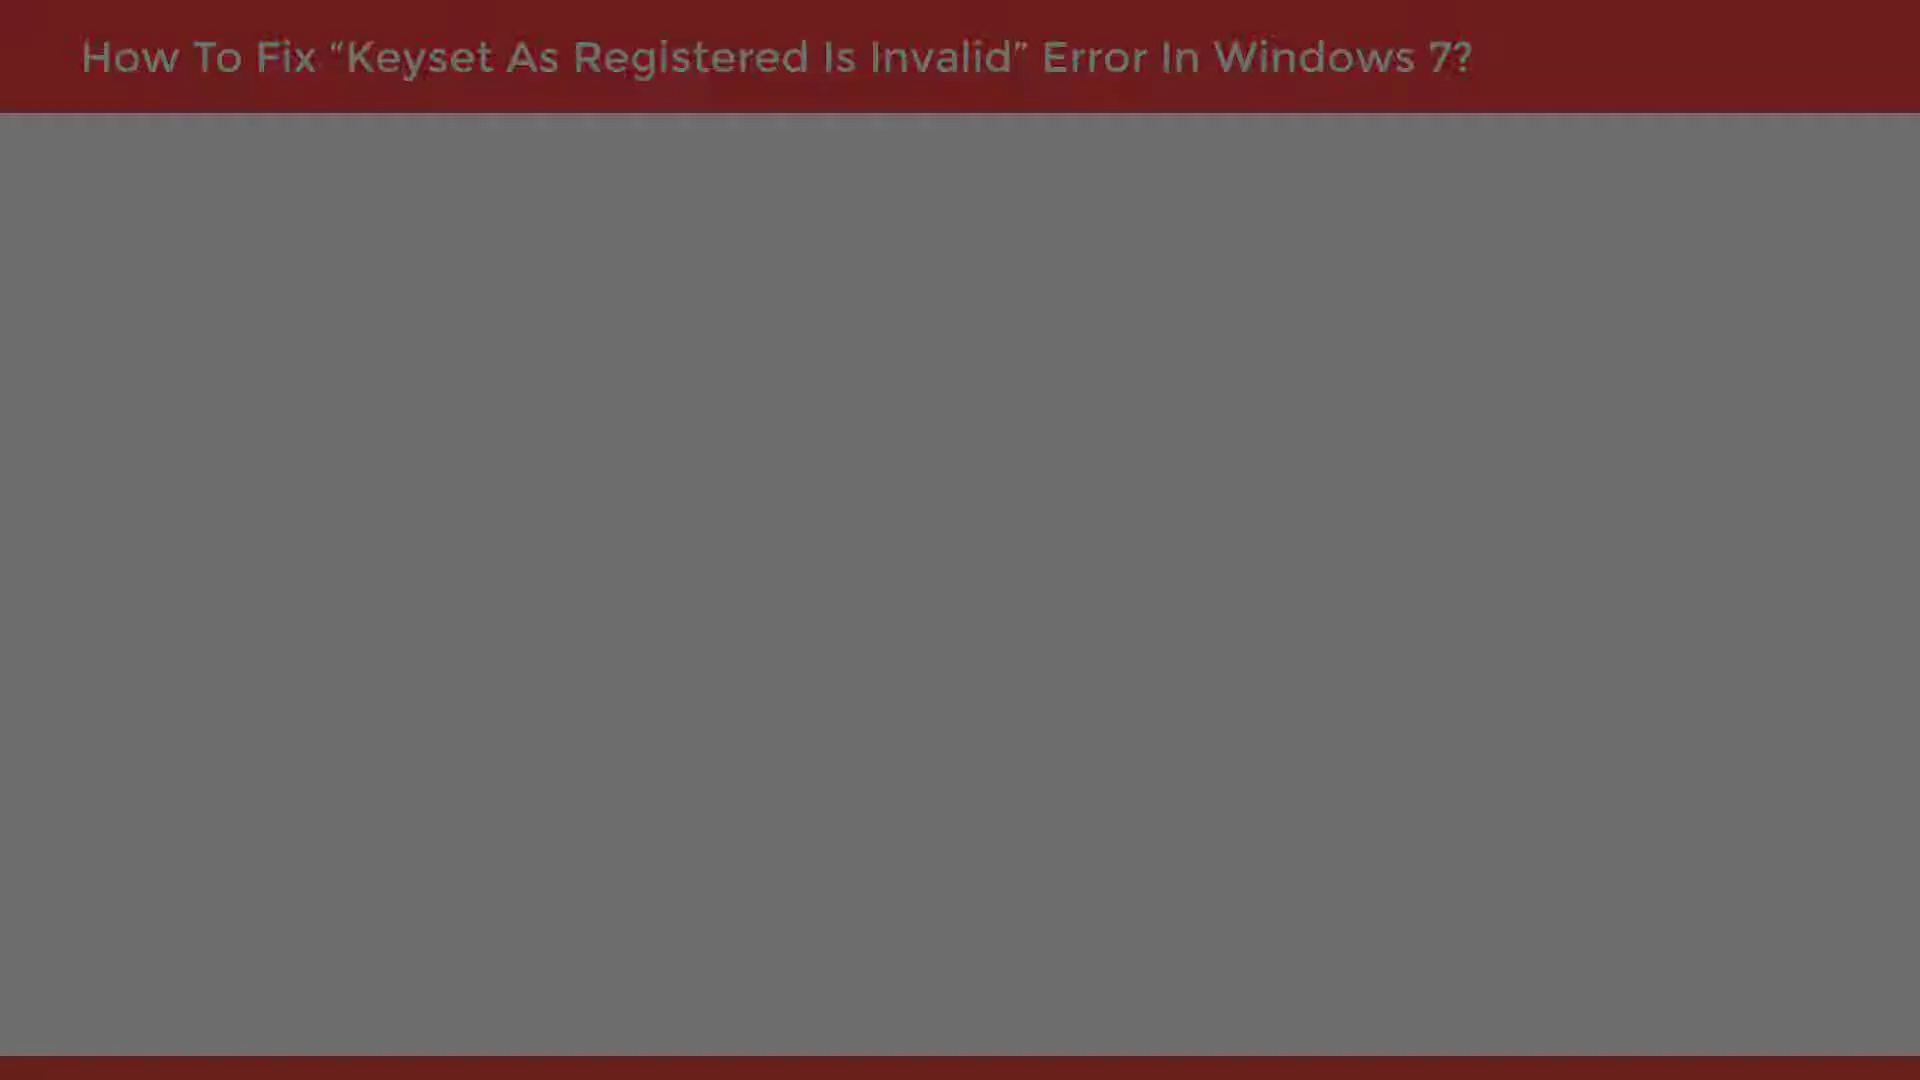 How To Fix “Keyset As Registered Is Invalid” Error In Windows 7?